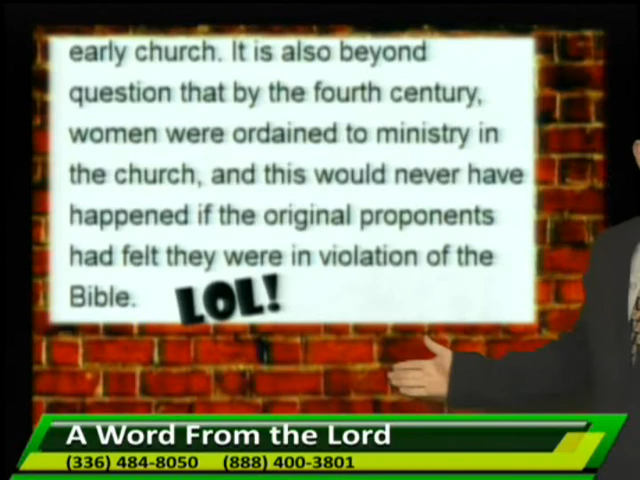 early church. It is also beyond
question that by the fourth century,
women were ordained to ministry in
the church, and this would never have
happened if the original proponents
had felt they were in violation of the
Bible. LOL!
A Word From the Lord
(336) 484-8050 (888) 400-3801